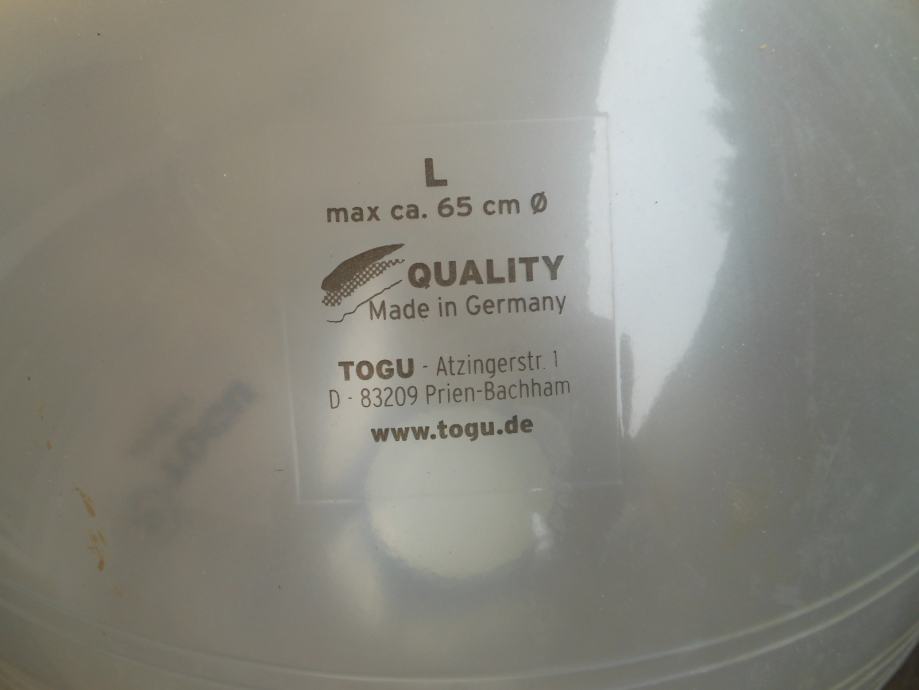 L
max ca. 65 cm Ø
QUALITY
Made in Germany
TOGU - Atzingerstr. 1
D - 83209 Prien-Bachham
www.togu.de